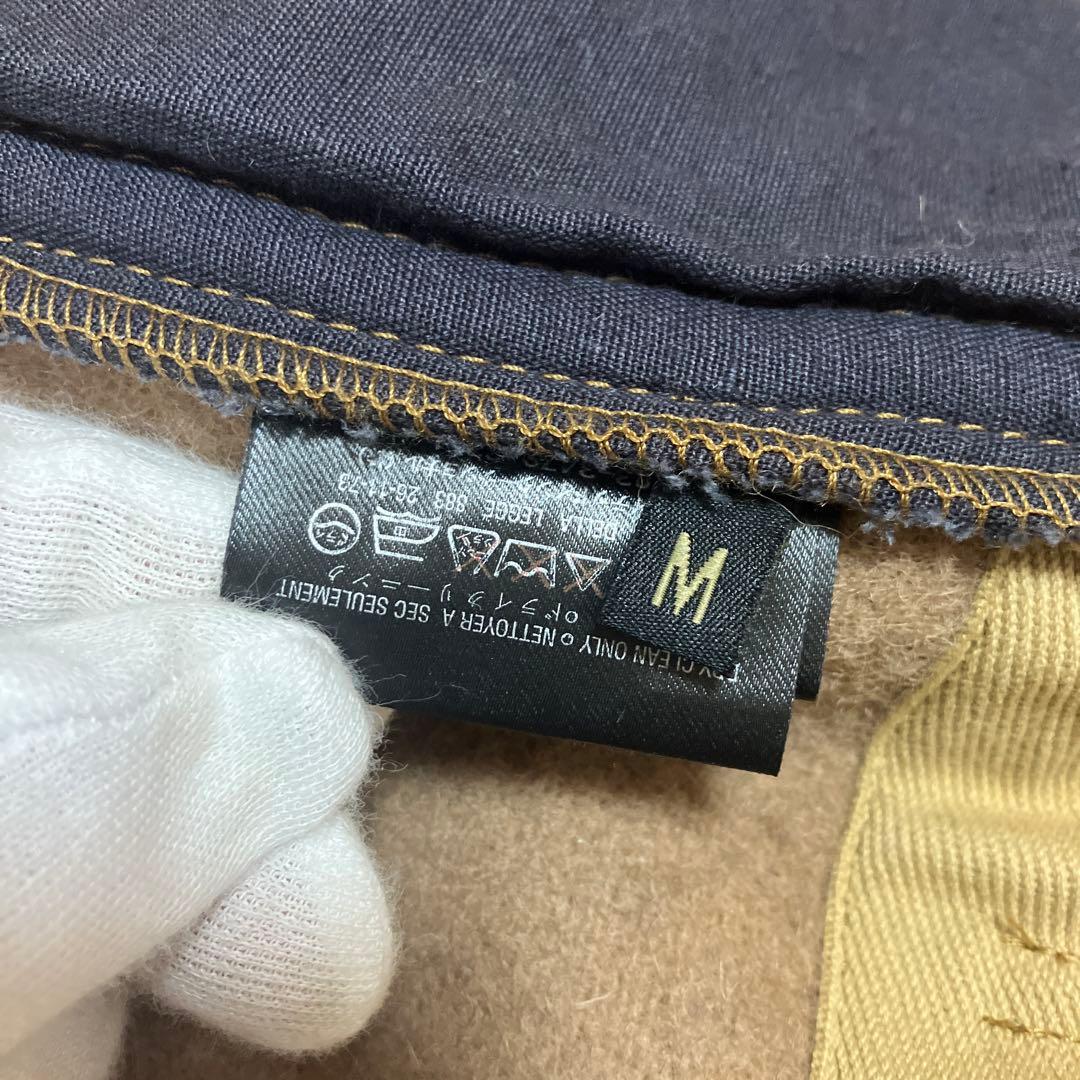 M
CLEAN ONLY o NETTOYER A SEC SEULEMENT
oドライクリーニング
DELLA LEGGE 883 26-11-73